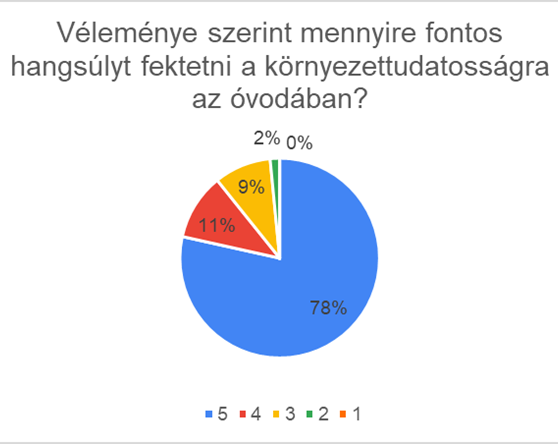 Véleménye szerint mennyire fontos
hangsúlyt fektetni a környezettudatosságra
az óvodában?
2% 0%
9%
11%
78%
5 4 3 2 1